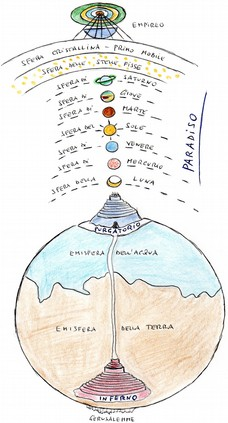 EMPIREO
SFERA CRISTALLINA - PRIMO MOBILE
SFERA DELLE STELLE FISSE
SFERA DI SATURNO
SFERA DI GIOVE
SFERA DI MARTE
SFERA DEL SOLE
SFERA DI VENERE
SFERA DI MERCURIO
SFERA DELLA LUNA
PARADISO
PURGATORIO
EMISFERA DELL'ACQUA
EMISFERA DELLA TERRA
INFERNO
GERUSALEMME